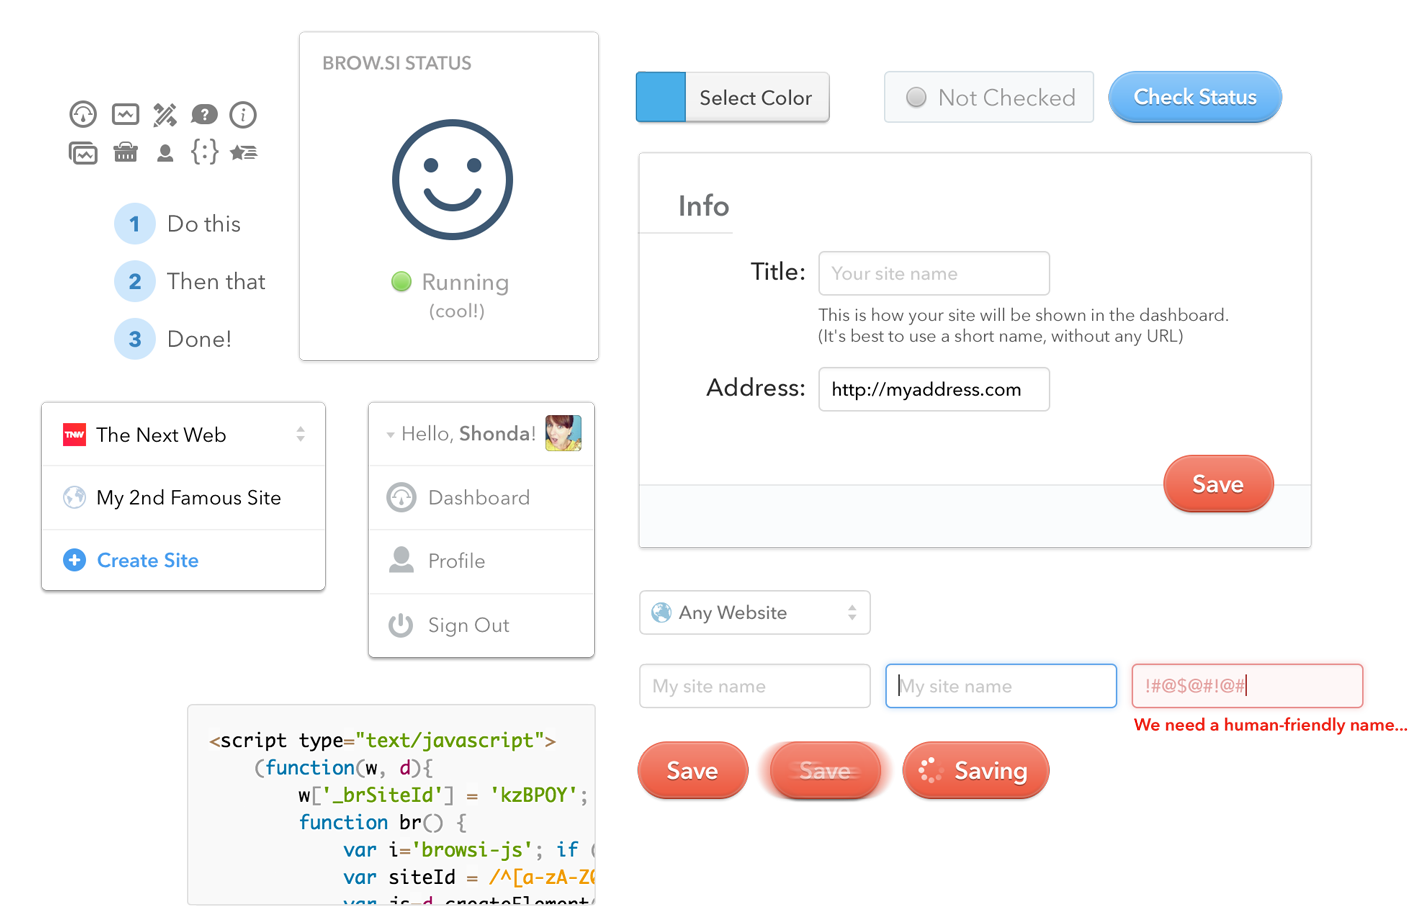 BROW.SI STATUS
Running
(cool!)
1 Do this
2 Then that
3 Done!
Select Color
Not Checked
Check Status
Info
Title: Your site name
This is how your site will be shown in the dashboard.
(It's best to use a short name, without any URL)
Address: http://myaddress.com
Save
TNW The Next Web
My 2nd Famous Site
Create Site
Hello, Shonda!
Dashboard
Profile
Sign Out
Any Website
My site name
My site name
!#@$@#!@#
We need a human-friendly name...
Save
Save
Saving
<script type="text/javascript">
(function(w, d){
w['_brSiteId'] = 'kzBPOY';
function br() {
var i='browsi-js'; if (
var siteId = /^[a-zA-Z0
var js=d.createElement(